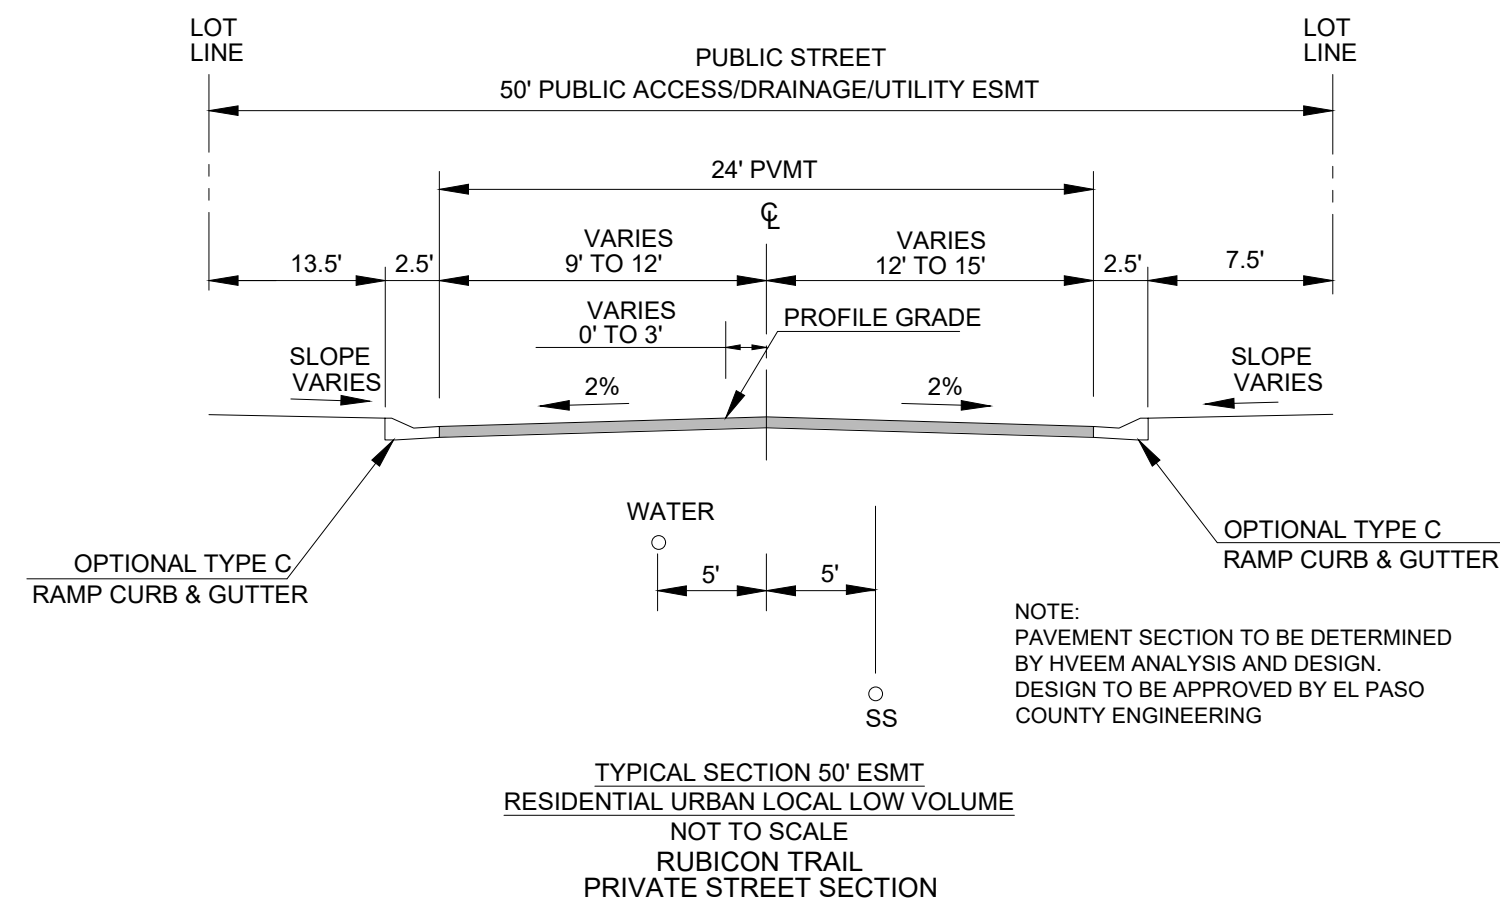 LOT
LINE
LOT
LINE
PUBLIC STREET
50' PUBLIC ACCESS/DRAINAGE/UTILITY ESMT
24' PVMT
℄
13.5'
2.5'
VARIES
9' TO 12'
VARIES
12' TO 15'
2.5'
7.5'
VARIES
0' TO 3'
PROFILE GRADE
SLOPE
VARIES
2%
2%
SLOPE
VARIES
WATER
OPTIONAL TYPE C
RAMP CURB & GUTTER
5'
5'
OPTIONAL TYPE C
RAMP CURB & GUTTER
SS
NOTE:
PAVEMENT SECTION TO BE DETERMINED
BY HVEEM ANALYSIS AND DESIGN.
DESIGN TO BE APPROVED BY EL PASO
COUNTY ENGINEERING
TYPICAL SECTION 50' ESMT
RESIDENTIAL URBAN LOCAL LOW VOLUME
NOT TO SCALE
RUBICON TRAIL
PRIVATE STREET SECTION